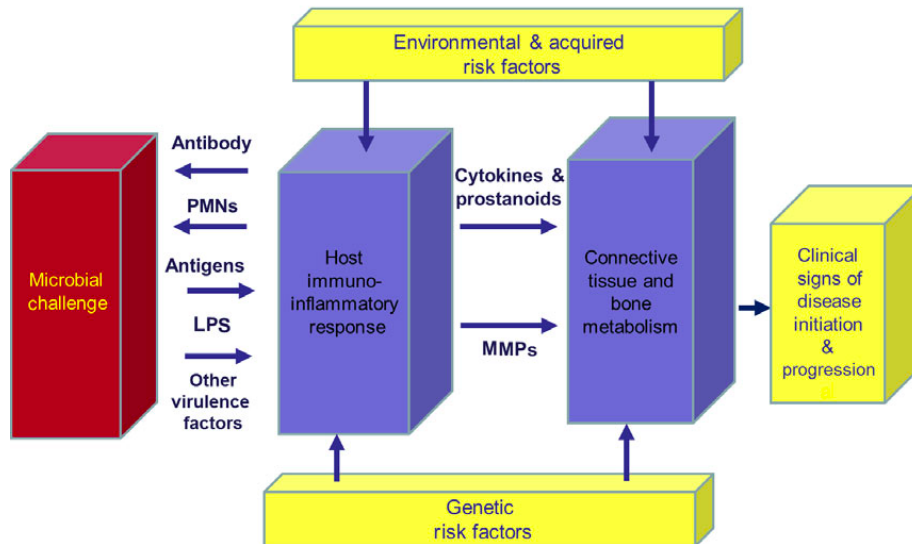 Environmental & acquired
risk factors
Antibody
PMNs
Antigens
LPS
Other
virulence
factors
Microbial
challenge
Host
immuno-
inflammatory
response
Cytokines &
prostanoids
MMPs
Connective
tissue and
bone
metabolism
Clinical
signs of
disease
initiation
&
progression
al
Genetic
risk factors